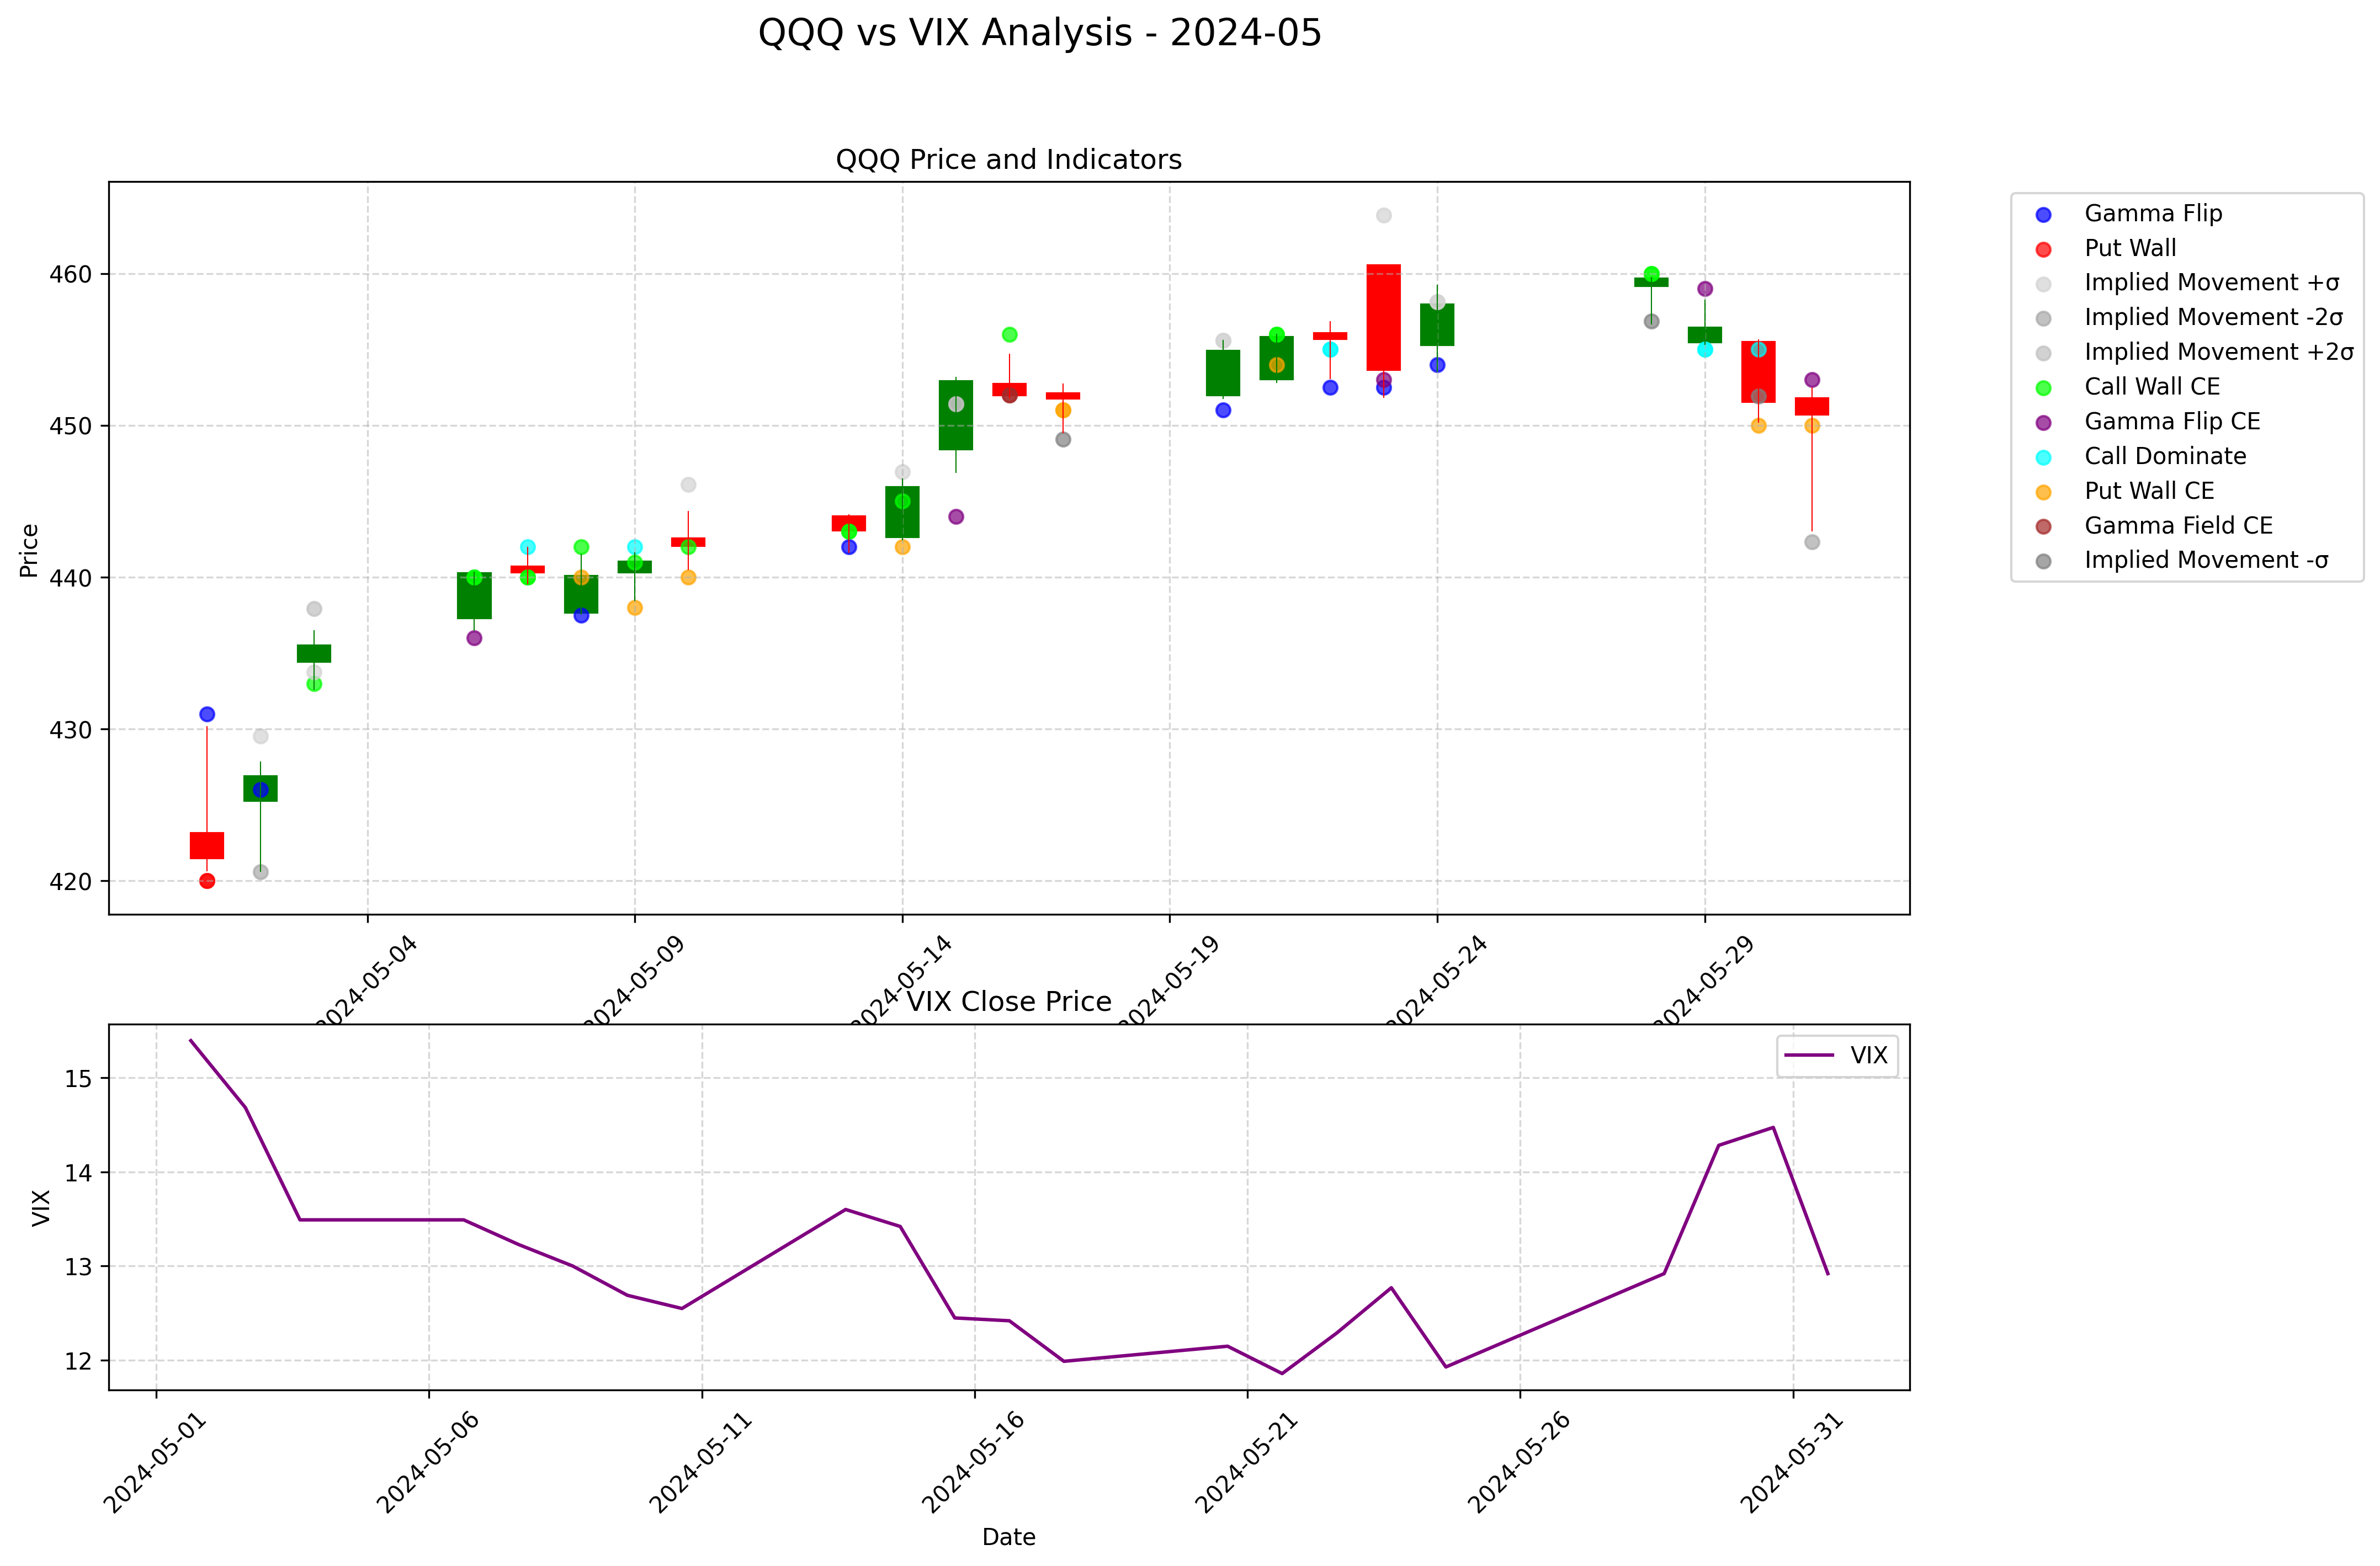 QQQ vs VIX Analysis - 2024-05
QQQ Price and Indicators
Price
460
450
440
430
420
2024-05-04
2024-05-09
2024-05-14
2024-05-19
2024-05-24
2024-05-29
Gamma Flip
Put Wall
Implied Movement +σ
Implied Movement -2σ
Implied Movement +2σ
Call Wall CE
Gamma Flip CE
Call Dominate
Put Wall CE
Gamma Field CE
Implied Movement -σ
VIX Close Price
VIX
15
14
13
12
VIX
2024-05-01
2024-05-06
2024-05-11
2024-05-16
2024-05-21
2024-05-26
2024-05-31
Date